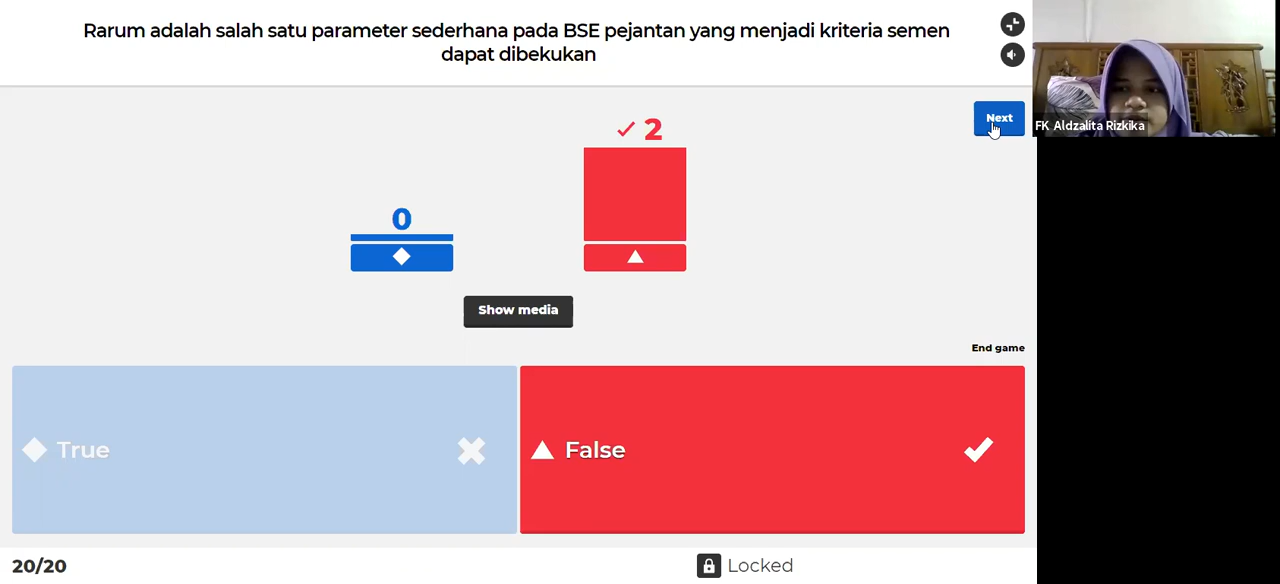 Rarum adalah salah satu parameter sederhana pada BSE pejantan yang menjadi kriteria semen
dapat dibekukan
Next
FK Aldzalita Rizkika
2
0
Show media
End game
True
False
20/20
Locked